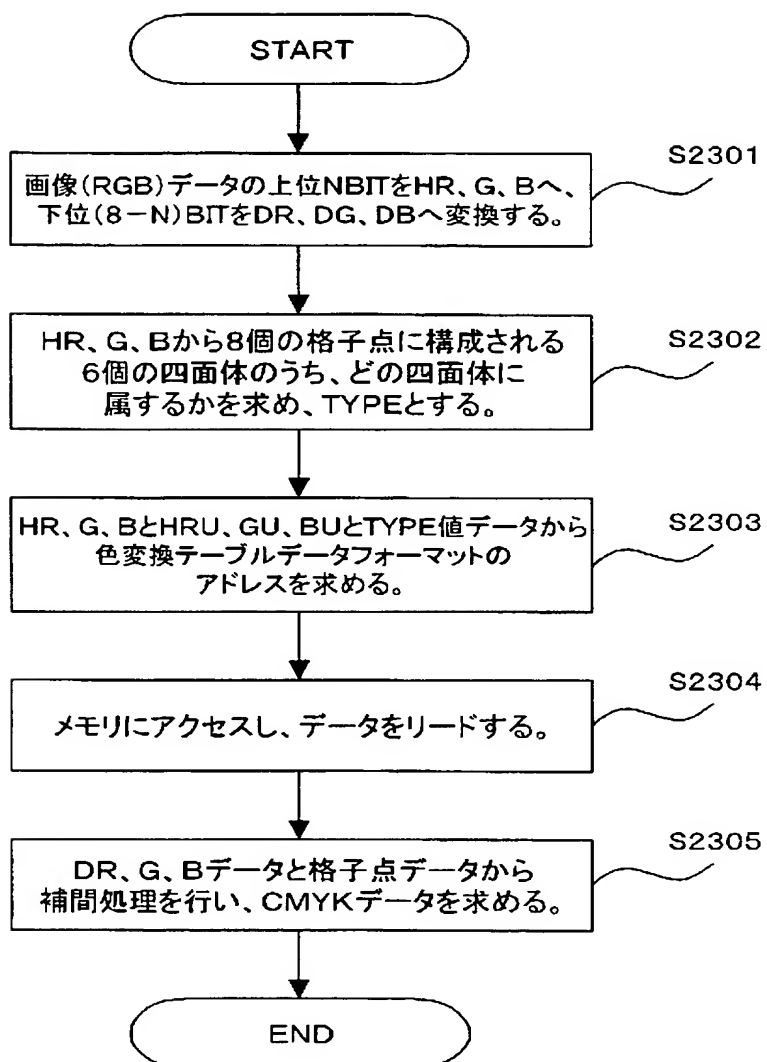 START
S2301
画像(RGB)データの上位NBITをHR、G、Bへ、
下位(8－N)BITをDR、DG、DBへ変換する。
S2302
HR、G、Bから8個の格子点に構成される
6個の四面体のうち、どの四面体に
属するかを求め、TYPEとする。
S2303
HR、G、BとHRU、GU、BUとTYPE値データから
色変換テーブルデータフォーマットの
アドレスを求める。
S2304
メモリにアクセスし、データをリードする。
S2305
DR、G、Bデータと格子点データから
補間処理を行い、CMYKデータを求める。
END